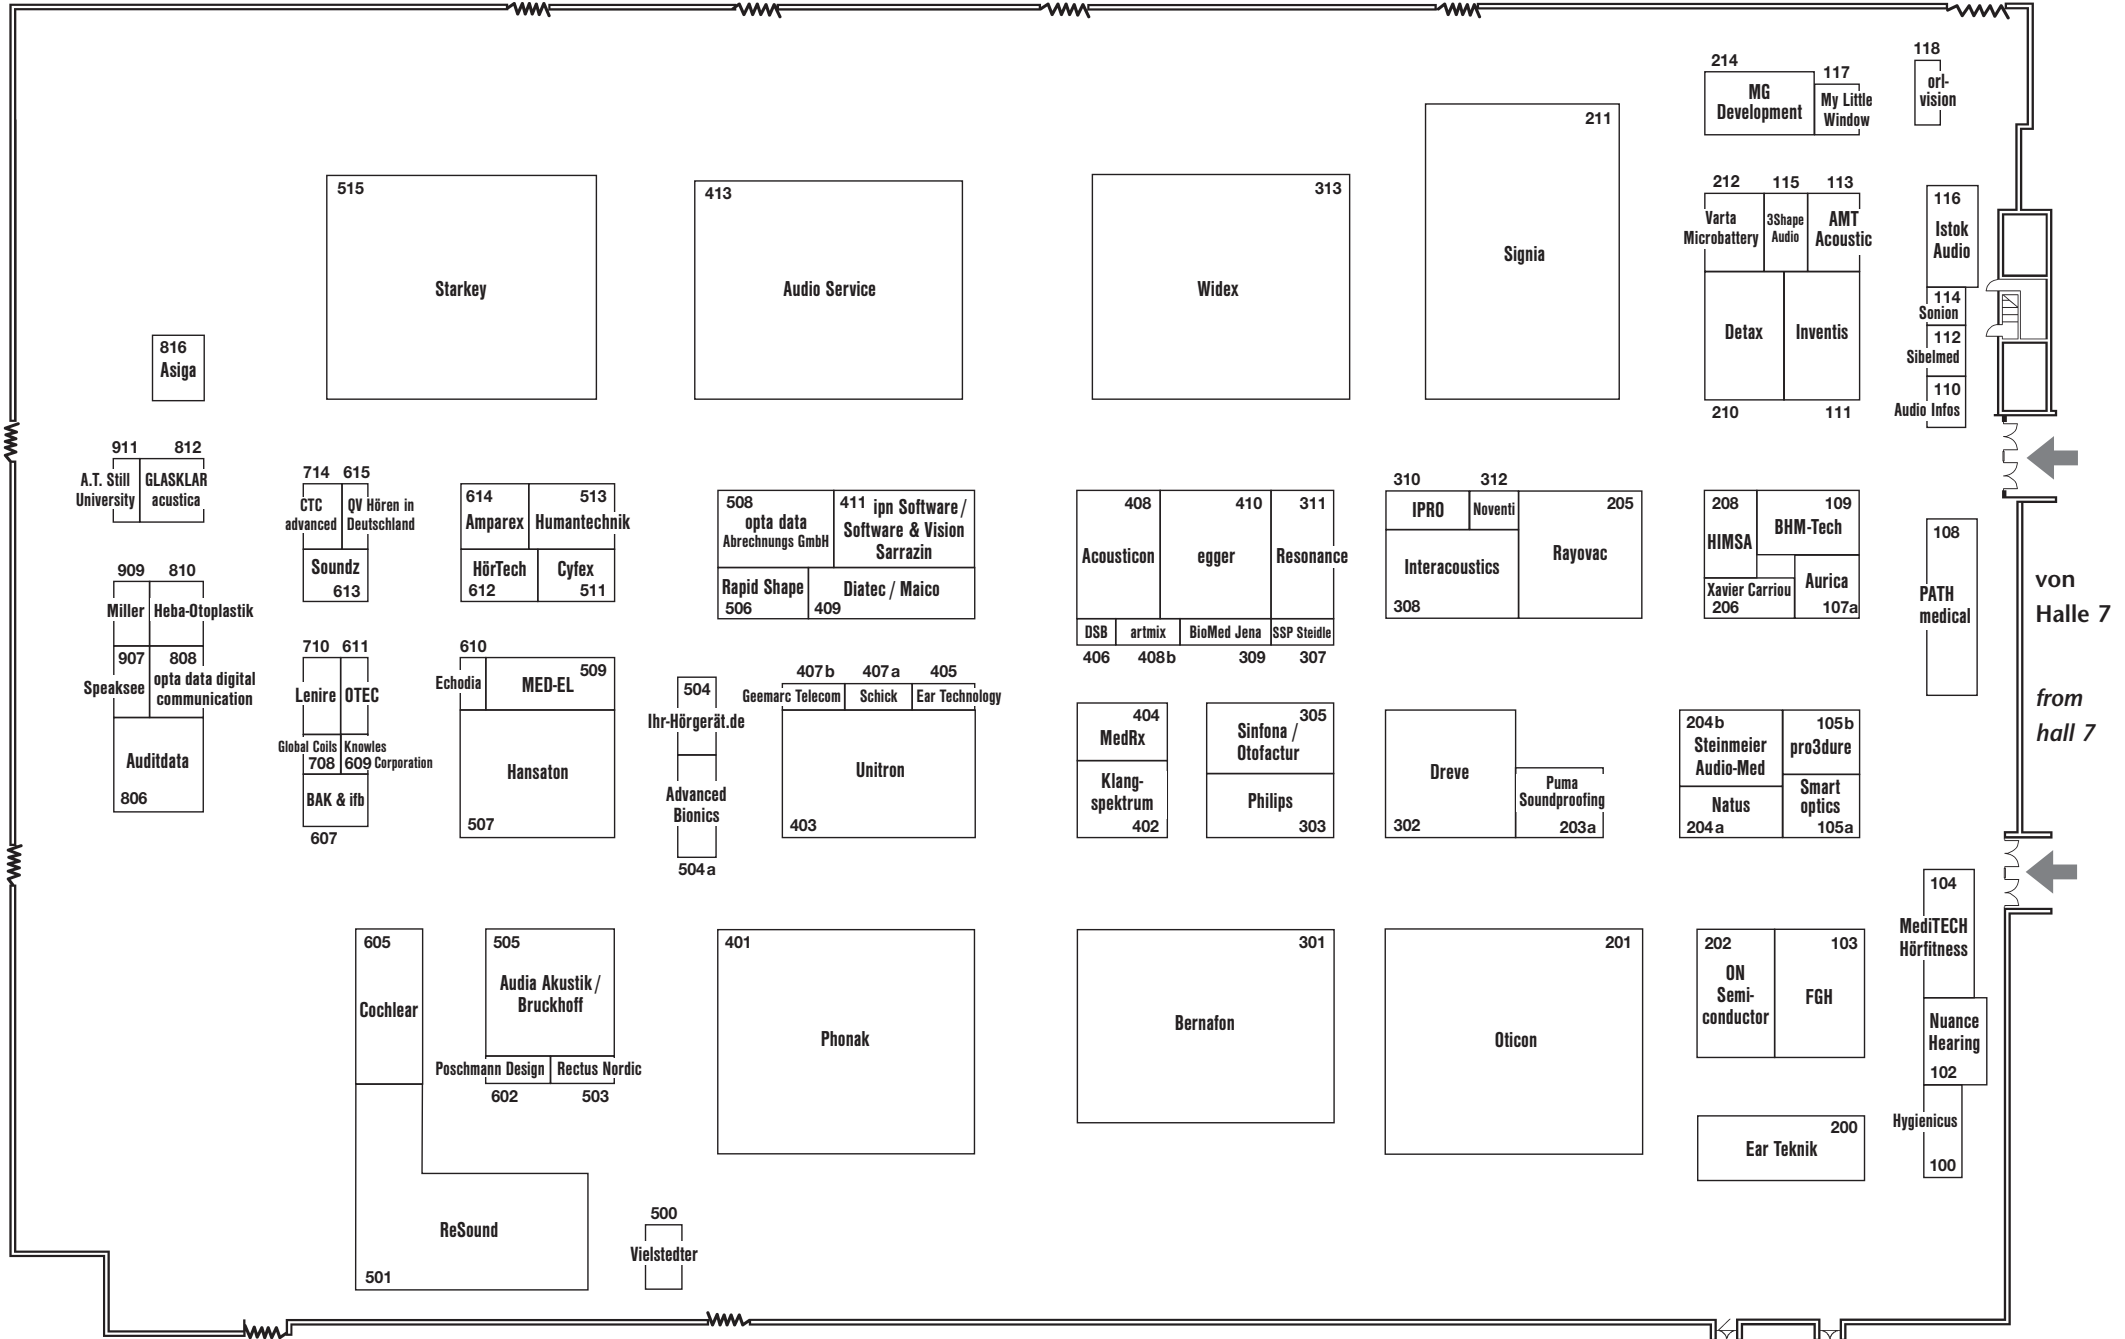 118
orl-
vision
214
MG
Development
117
My Little
Window
211
Signia
515
Starkey
413
Audio Service
313
Widex
212
Varta
Microbattery
115
3Shape
Audio
113
AMT
Acoustic
116
Istok
Audio
114
Sonion
112
Sibelmed
110
Audio Infos
Detax
210
Inventis
111
816
Asiga
911
A.T. Still
University
812
GLASKLAR
acustica
714
CTC
advanced
615
QV Hören in
Deutschland
Soundz
613
614
Amparex
513
Humantechnik
HörTech
612
Cyfex
511
508
opta data
Abrechnungs GmbH
411 ipn Software /
Software & Vision
Sarrazin
Rapid Shape
506
Diatec / Maico
409
408
Acousticon
410
egger
311
Resonance
DSB
406
artmix
408b
BioMed Jena
309
SSP Steidle
307
310
IPRO
312
Noventi
205
Rayovac
Interacoustics
308
208
HIMSA
109
BHM-Tech
Xavier Carriou
206
Aurica
107a
108
PATH
medical
von
Halle 7
from
hall 7
909
Miller
810
Heba-Otoplastik
907
Speaksee
808
opta data digital
communication
Auditdata
806
710
Lenire
611
OTEC
Global Coils
708
Knowles
609 Corporation
BAK & ifb
607
610
Echodia
509
MED-EL
Hansaton
507
504
Ihr-Hörgerät.de
Advanced
Bionics
504a
407b
Geemarc Telecom
407a
Schick
405
Ear Technology
Unitron
403
404
MedRx
Klang-
spektrum
402
305
Sinfona /
Otofactur
Philips
303
Dreve
302
Puma
Soundproofing
203a
204b
Steinmeier
Audio-Med
105b
pro3dure
Natus
204a
Smart
optics
105a
104
MediTECH
Hörfitness
Nuance
Hearing
102
Hygienicus
100
605
Cochlear
505
Audia Akustik /
Bruckhoff
Poschmann Design
602
Rectus Nordic
503
401
Phonak
301
Bernafon
201
Oticon
202
ON
Semi-
conductor
103
FGH
200
Ear Teknik
ReSound
501
500
Vielstedter